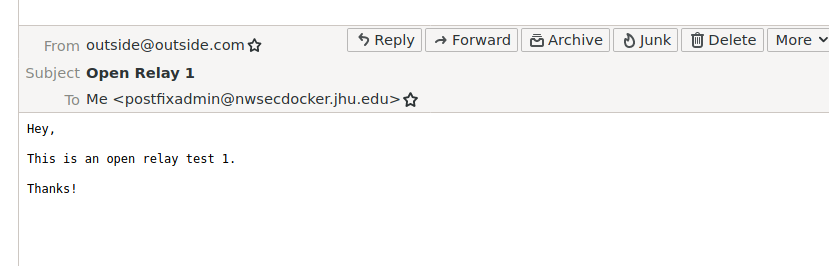 From outside@outside.com Reply Forward Archive Junk Delete More
Subject Open Relay 1
To Me <postfixadmin@nwsecdocker.jhu.edu>
Hey,
This is an open relay test 1.
Thanks!